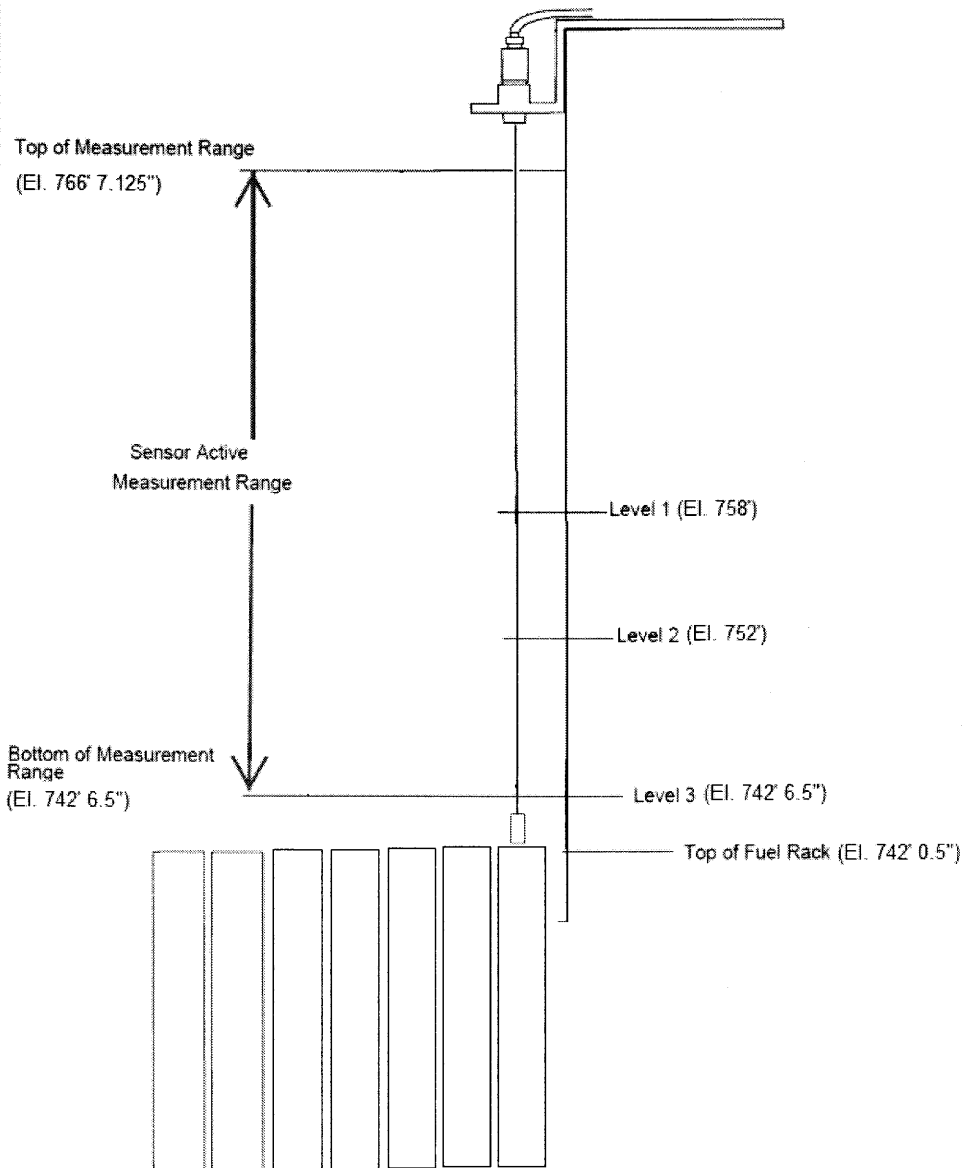 Top of Measurement Range
(El. 766' 7.125")
Sensor Active
Measurement Range
Level 1 (El. 758')
Level 2 (El. 752')
Bottom of Measurement
Range
(El. 742' 6.5")
Level 3 (El. 742' 6.5")
Top of Fuel Rack (El. 742' 0.5")